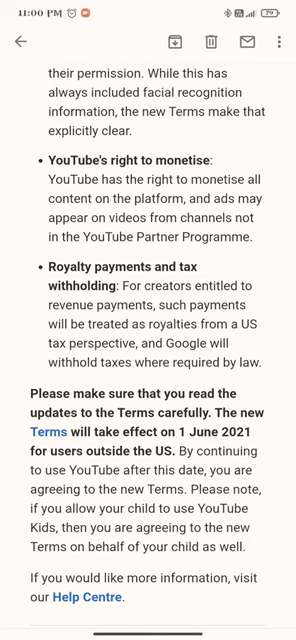 11:00 PM
79
their permission. While this has
always included facial recognition
information, the new Terms make that
explicitly clear.
• YouTube's right to monetise:
YouTube has the right to monetise all
content on the platform, and ads may
appear on videos from channels not
in the YouTube Partner Programme.
• Royalty payments and tax
withholding: For creators entitled to
revenue payments, such payments
will be treated as royalties from a US
tax perspective, and Google will
withhold taxes where required by law.
Please make sure that you read the
updates to the Terms carefully. The new
Terms will take effect on 1 June 2021
for users outside the US. By continuing
to use YouTube after this date, you are
agreeing to the new Terms. Please note,
if you allow your child to use YouTube
Kids, then you are agreeing to the new
Terms on behalf of your child as well.
If you would like more information, visit
our Help Centre.